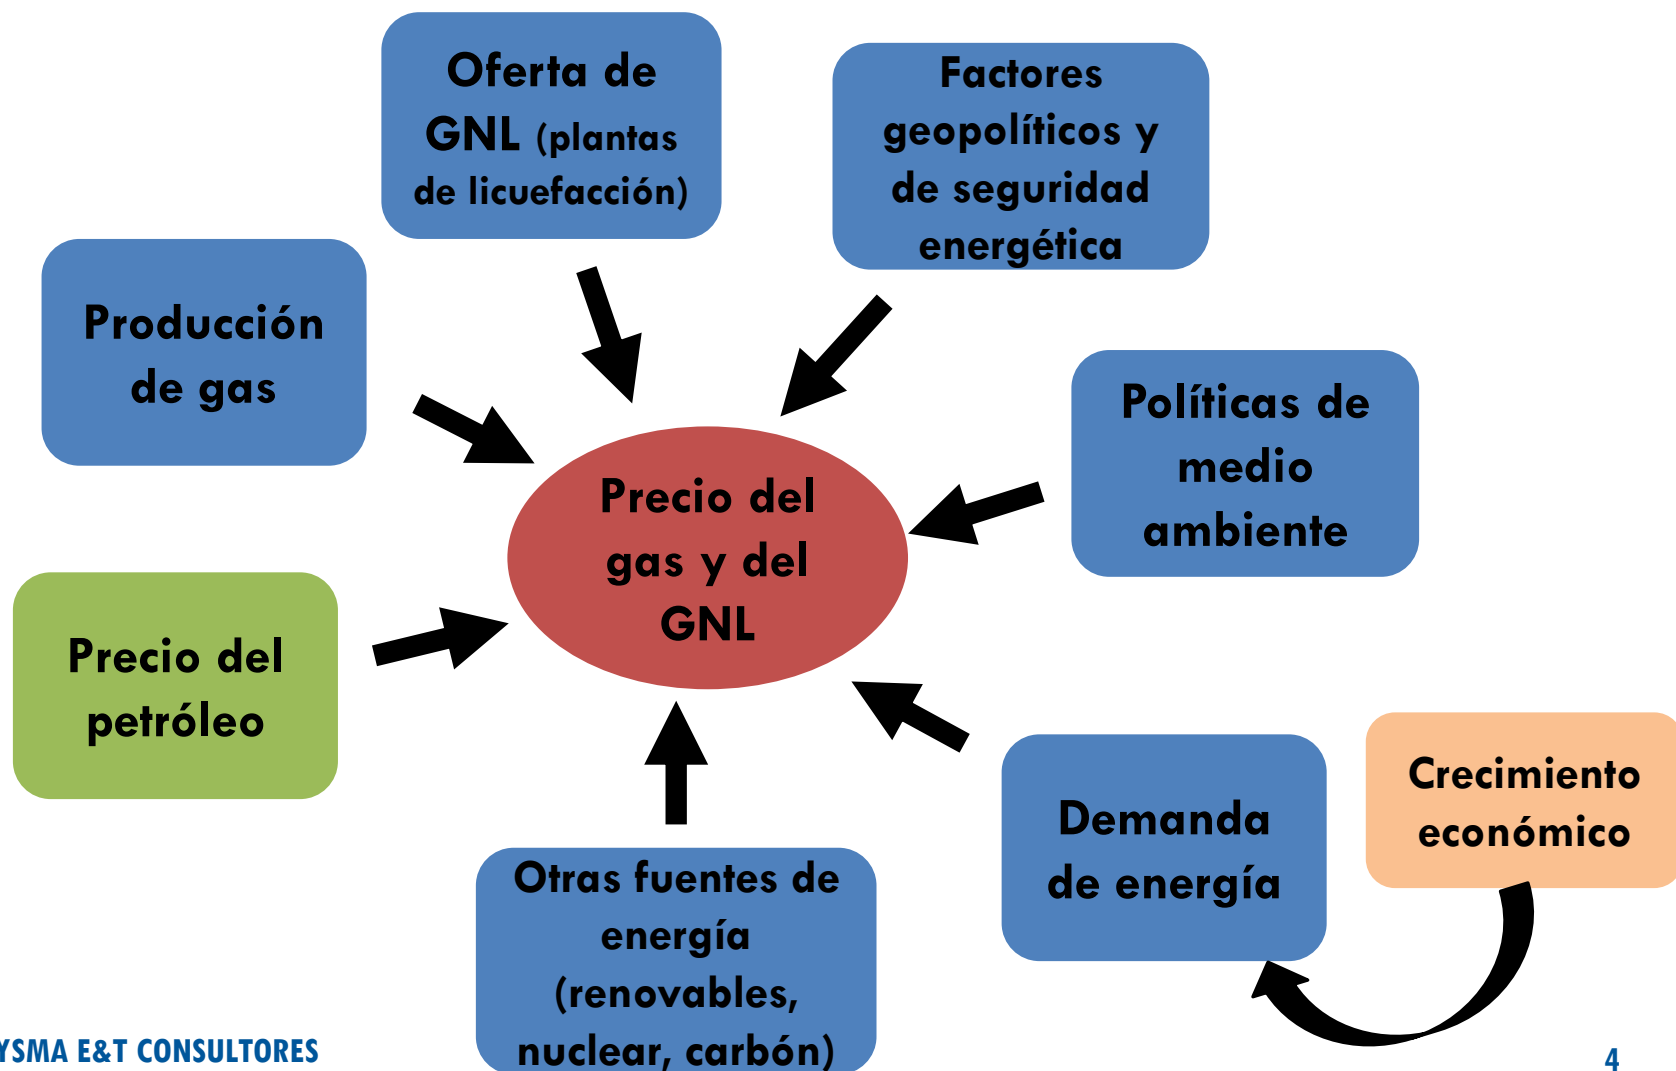 Oferta de
GNL (plantas
de licuefacción)
Factores
geopolíticos y
de seguridad
energética
Producción
de gas
Políticas de
medio
ambiente
Precio del
gas y del
GNL
Precio del
petróleo
Demanda
de energía
Crecimiento
económico
Otras fuentes de
energía
(renovables,
nuclear, carbón)
YSMA E&T CONSULTORES
4